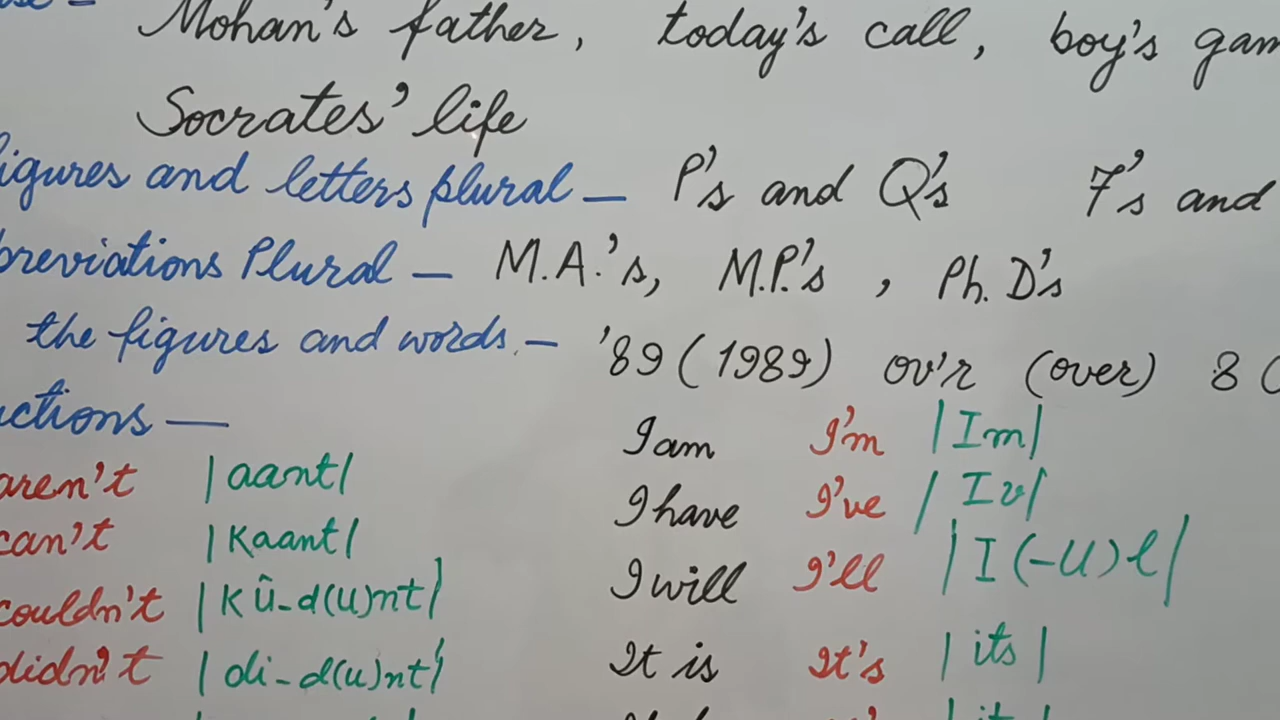 Mohan's father, today's call, boy's gam
Socrates' life
igures and letters plural — P's and Q's 7's and
breviations Plural — M.A.'s, M.P.'s, Ph. D's
the figures and words — '89 (1989) ov'r (over) 8 (
ctions —
I am I'm |Im|
aren't |aant|
I have I've |Iv|
can't |Kaant|
I will I'll |I(-U)l|
couldn't |Kû-d(u)nt|
It is It's |its|
didn't |di-d(u)nt|